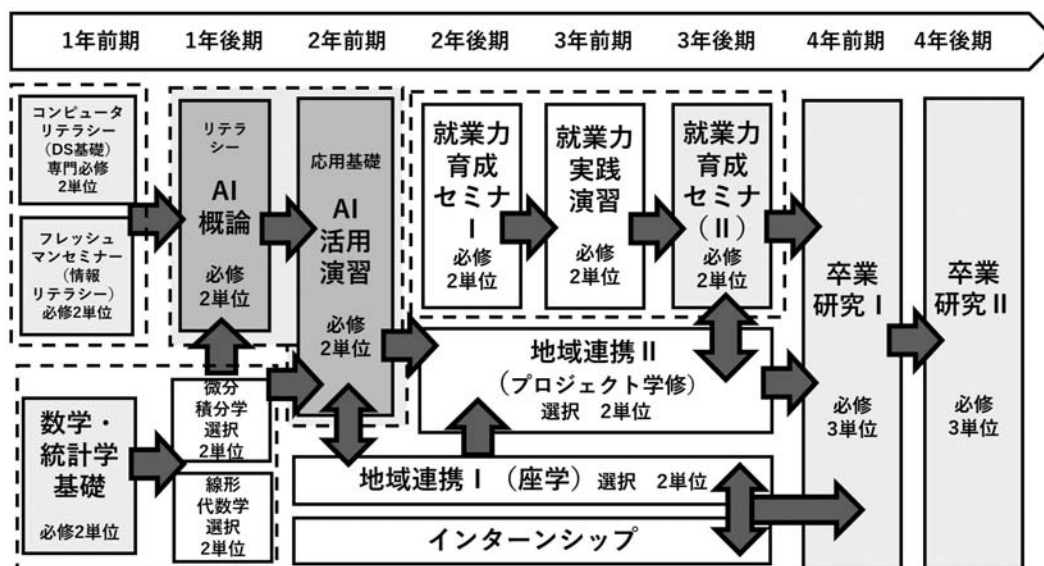 1年前期 1年後期 2年前期 2年後期 3年前期 3年後期 4年前期 4年後期
コンピュータ
リテラシー
(DS基礎)
専門必修
2単位
フレッシュ
マンセミナー
(情報
リテラシー)
必修2単位
リテラ
シー
AI
概論
必修
2単位
応用基礎
AI
活用
演習
必修
2単位
就業力
育成
セミナ
I
必修
2単位
就業力
実践
演習
必修
2単位
就業力
育成
セミナ
(II)
必修
2単位
卒業
研究Ⅰ
必修
3単位
卒業
研究Ⅱ
必修
3単位
地域連携Ⅱ
(プロジェクト学修)
選択 2単位
数学・
統計学
基礎
必修2単位
微分
積分学
選択
2単位
線形
代数学
選択
2単位
地域連携Ⅰ(座学) 選択 2単位
インターンシップ